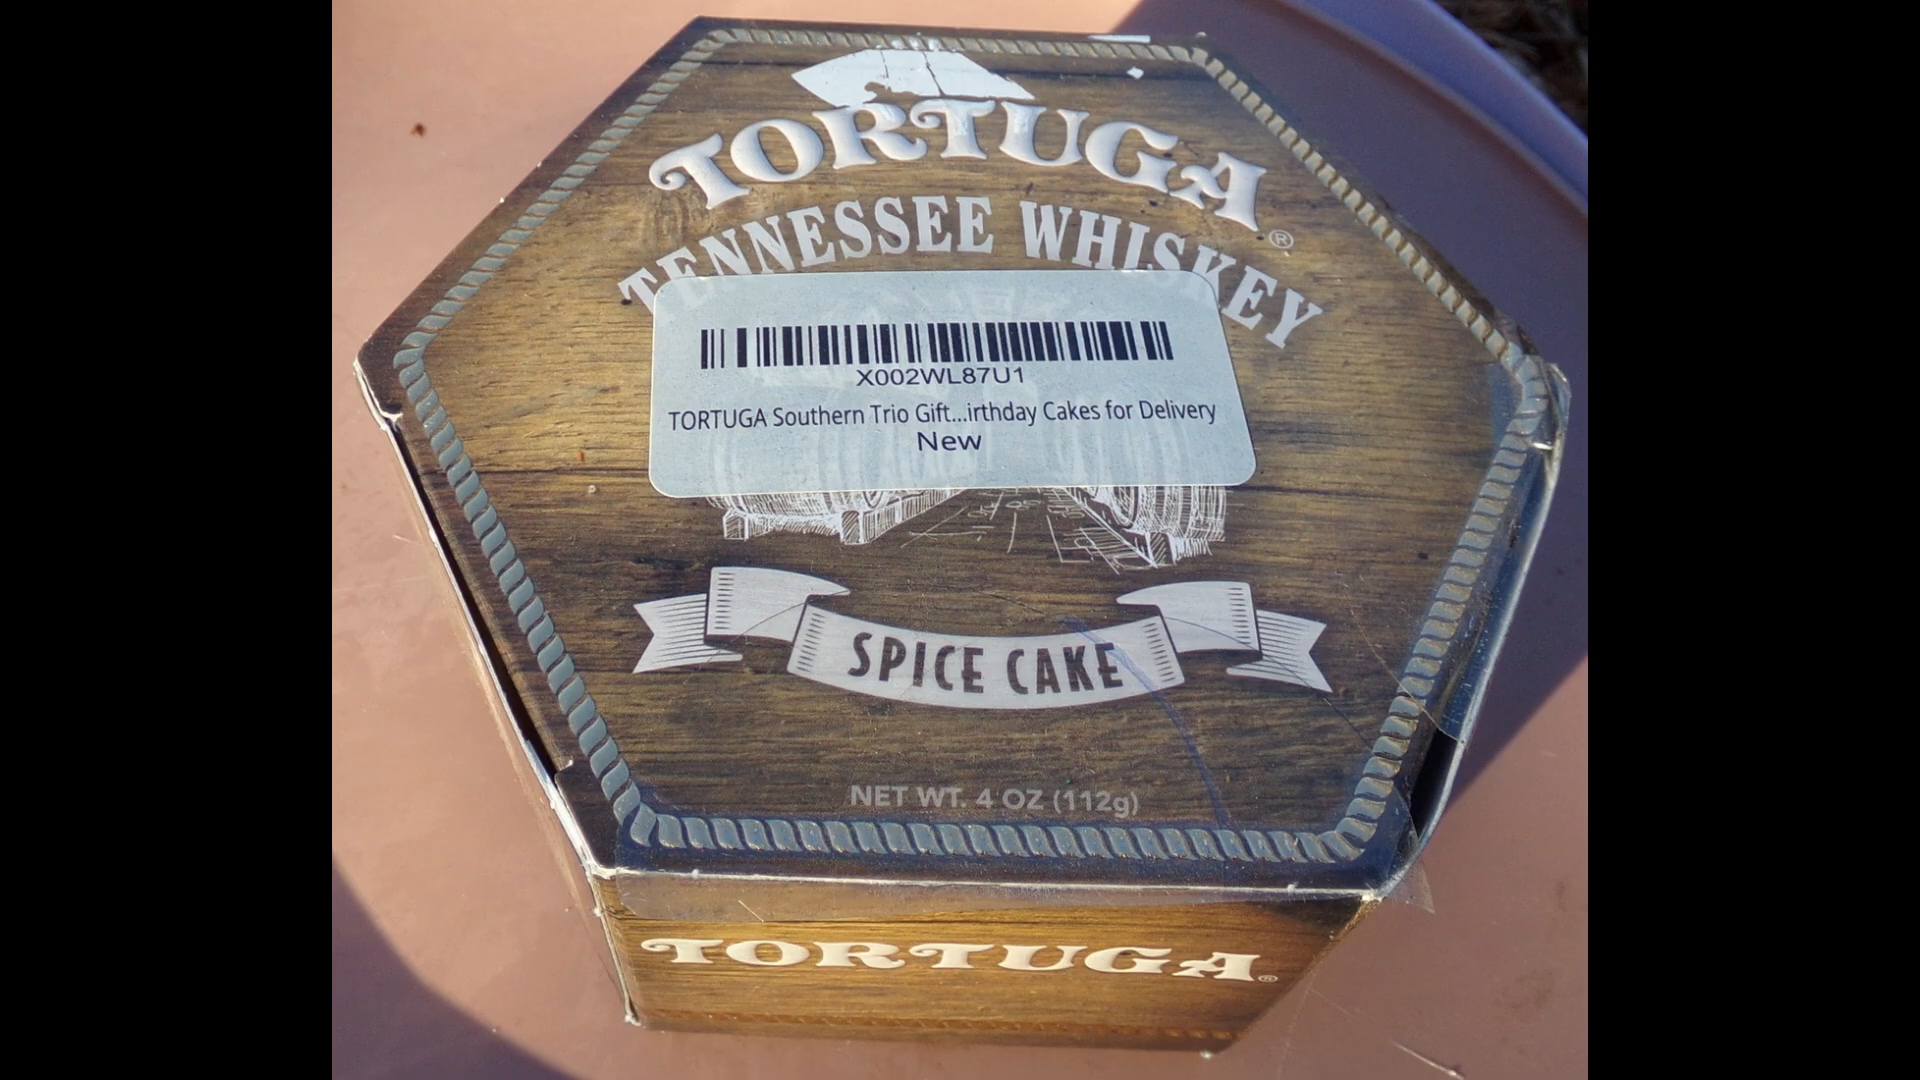 TORTUGA®
TENNESSEE WHISKEY
X002WL87U1
TORTUGA Southern Trio Gift...irthday Cakes for Delivery
New
SPICE CAKE
NET WT. 4 OZ (112g)
TORTUGA®